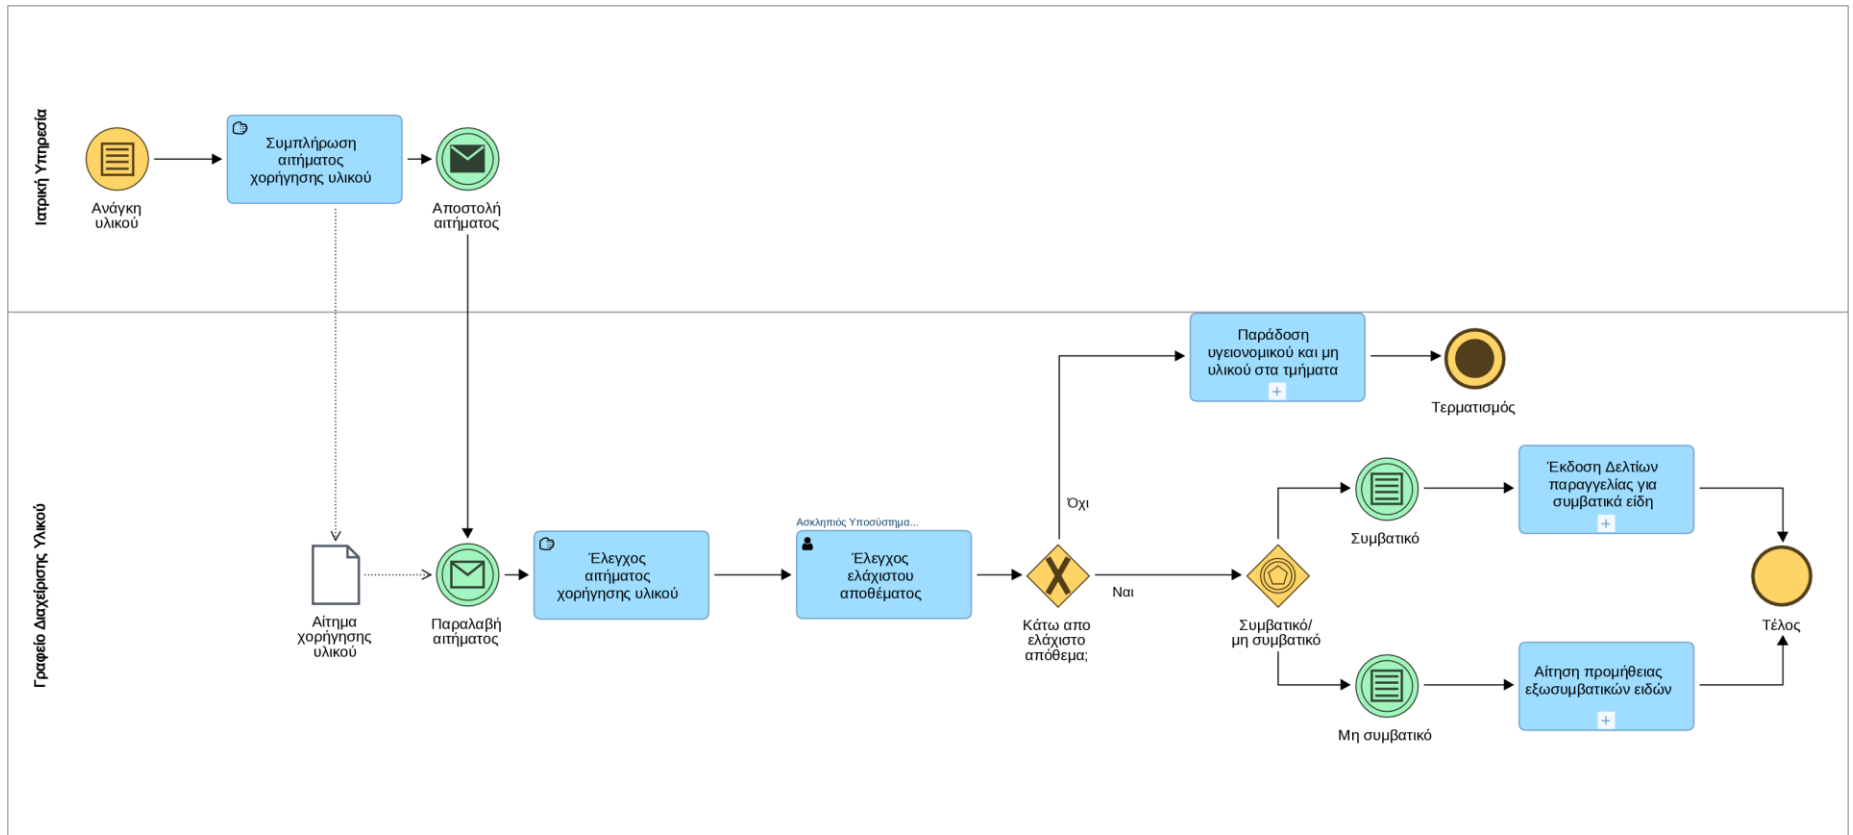 Ιατρική Υπηρεσία
Ανάγκη
υλικού
Συμπλήρωση
αιτήματος
χορήγησης υλικού
Αποστολή
αιτήματος
Γραφείο Διαχείρισης Υλικού
Αίτημα
χορήγησης
υλικού
Παραλαβή
αιτήματος
Έλεγχος
αιτήματος
χορήγησης υλικού
Ασκληπιός Υποσύστημα...
Έλεγχος
ελάχιστου
αποθέματος
Κάτω απο
ελάχιστο
απόθεμα;
Όχι
Παράδοση
υγειονομικού και μη
υλικού στα τμήματα
Τερματισμός
Ναι
Συμβατικό/
μη συμβατικό
Συμβατικό
Έκδοση Δελτίων
παραγγελίας για
συμβατικά είδη
Μη συμβατικό
Αίτηση προμήθειας
εξωσυμβατικών ειδών
Τέλος